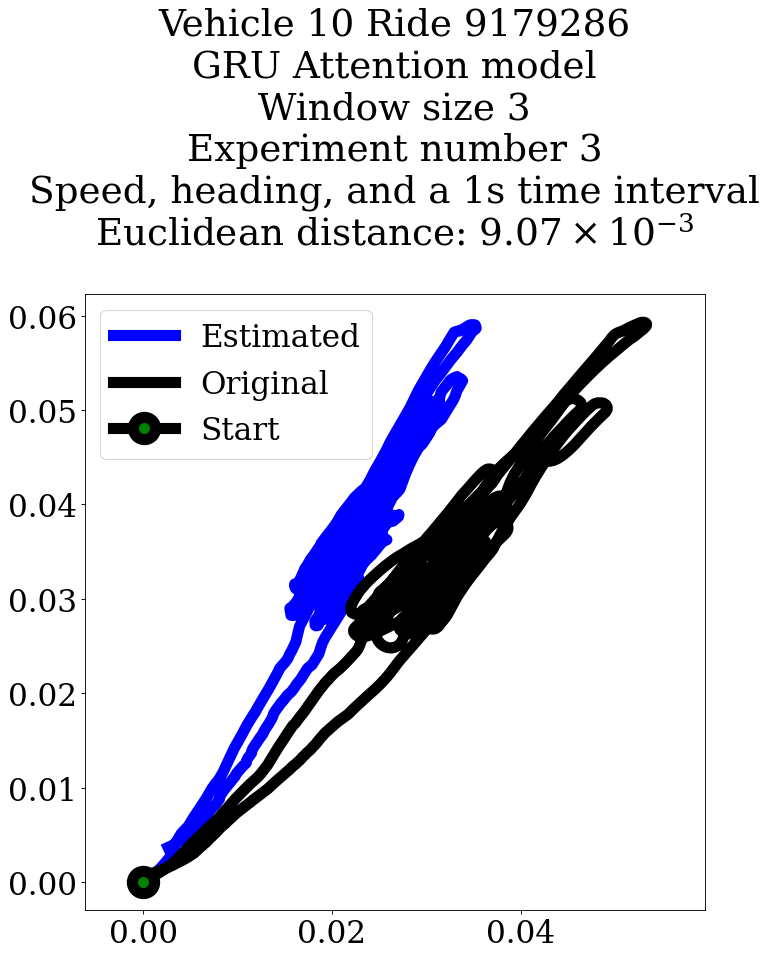 Vehicle 10 Ride 9179286
GRU Attention model
Window size 3
Experiment number 3
Speed, heading, and a 1s time interval
Euclidean distance: 9.07 × 10⁻³
0.06
0.05
0.04
0.03
0.02
0.01
0.00
Estimated
Original
Start
0.00 0.02 0.04